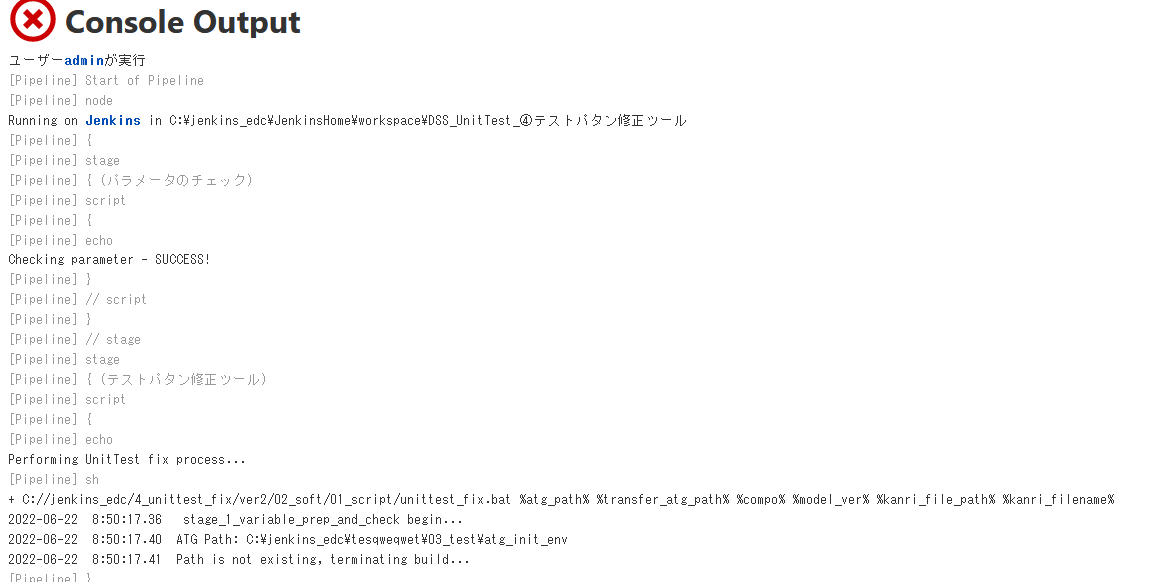 Console Output
ユーザーadminが実行
[Pipeline] Start of Pipeline
[Pipeline] node
Running on Jenkins in C:\jenkins_edc\JenkinsHome\workspace\DSS_UnitTest_④テストパタン修正ツール
[Pipeline] {
[Pipeline] stage
[Pipeline] { (パラメータのチェック)
[Pipeline] script
[Pipeline] {
[Pipeline] echo
Checking parameter - SUCCESS!
[Pipeline] }
[Pipeline] // script
[Pipeline] }
[Pipeline] // stage
[Pipeline] stage
[Pipeline] { (テストパタン修正ツール)
[Pipeline] script
[Pipeline] {
[Pipeline] echo
Performing UnitTest fix process...
[Pipeline] sh
+ C://jenkins_edc/4_unittest_fix/ver2/02_soft/01_script/unittest_fix.bat %atg_path% %transfer_atg_path% %compo% %model_ver% %kanri_file_path% %kanri_filename%
2022-06-22  8:50:17.36   stage_1_variable_prep_and_check begin...
2022-06-22  8:50:17.40  ATG Path: C:\jenkins_edc\tesqweqwet\03_test\atg_init_env
2022-06-22  8:50:17.41  Path is not existing, terminating build...
[Pipeline] }